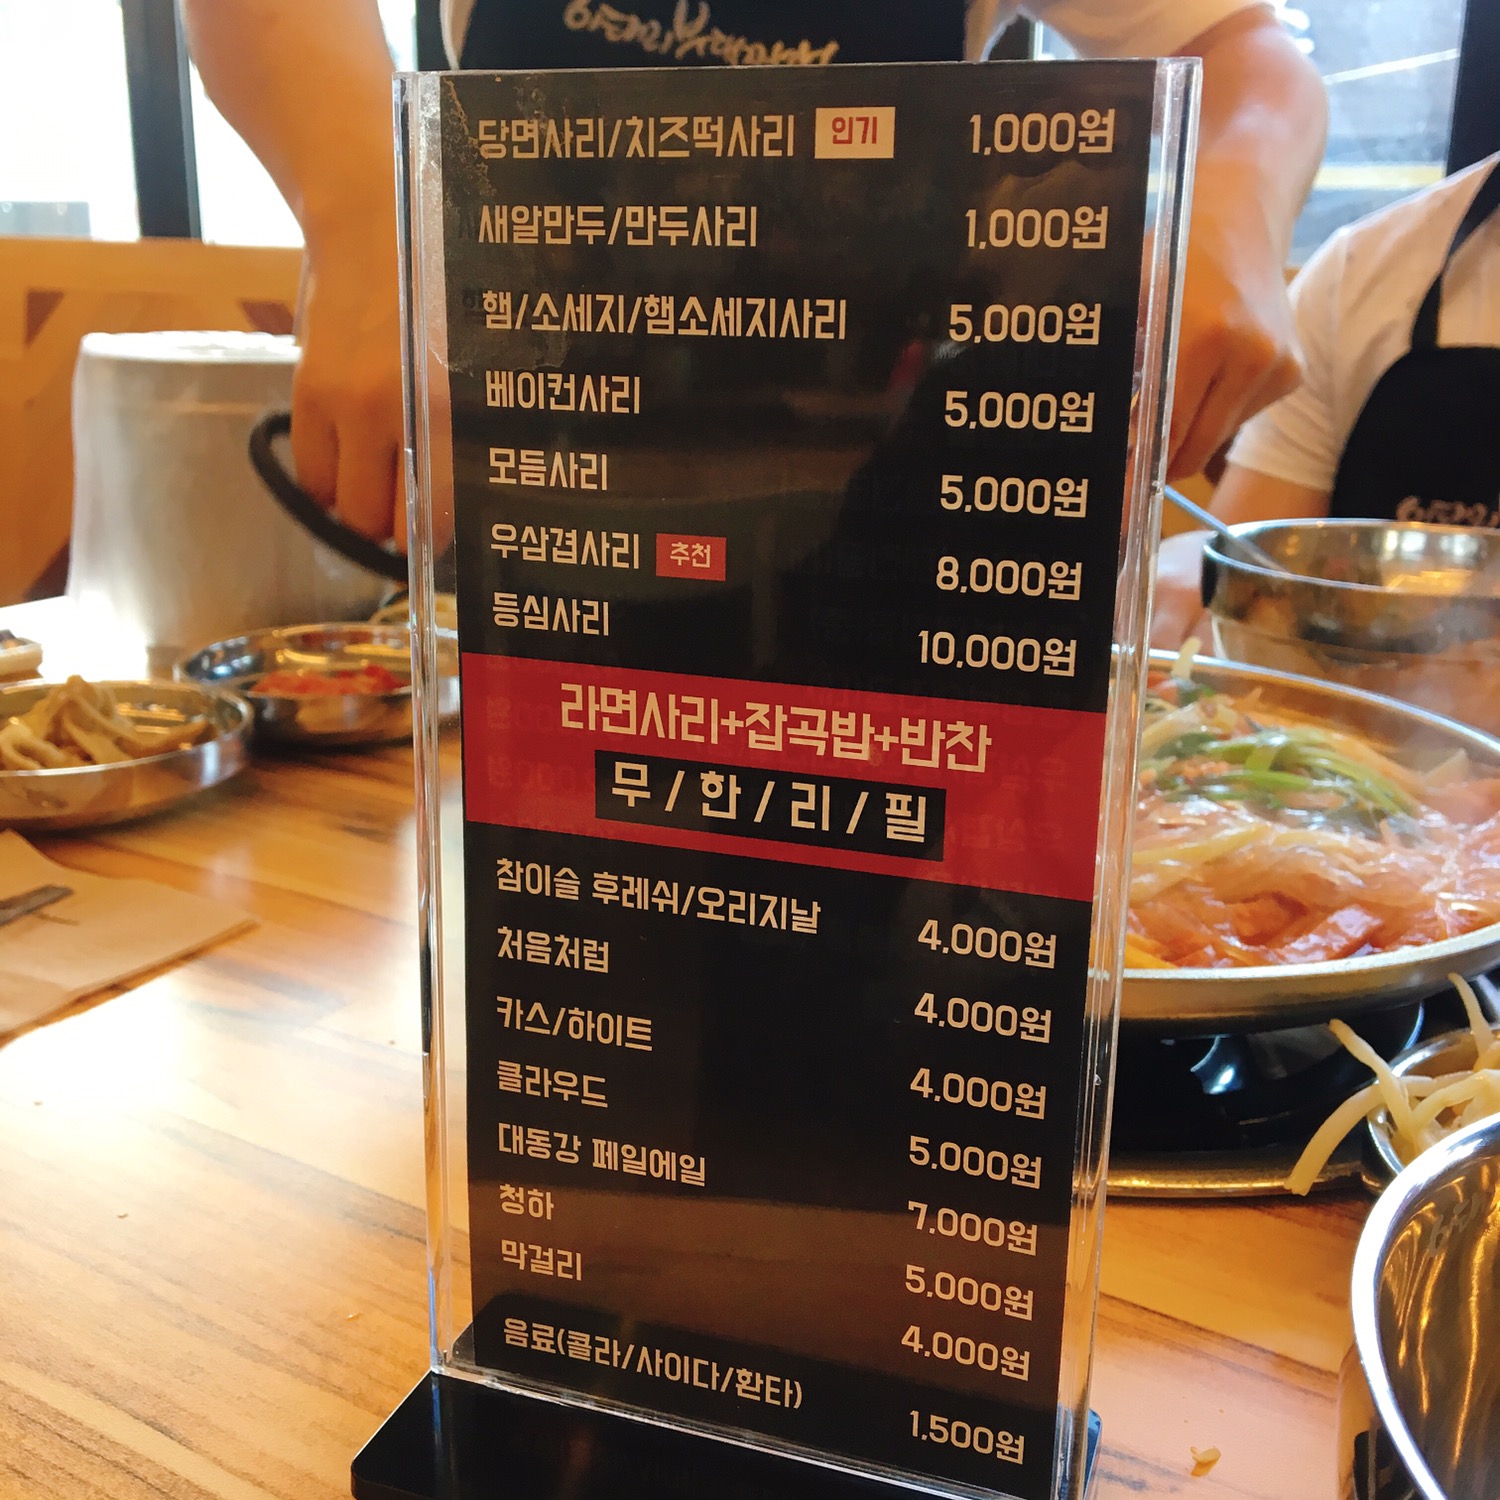 당면사리/치즈떡사리 인기 1,000원
새알만두/만두사리 1,000원
햄/소세지/햄소세지사리 5,000원
베이컨사리 5,000원
모듬사리 5,000원
우삼겹사리 추천 8,000원
등심사리 10,000원
라면사리+잡곡밥+반찬
무/한/리/필
참이슬 후레쉬/오리지날 4,000원
처음처럼 4,000원
카스/하이트 4,000원
클라우드 5,000원
대동강 페일에일 7,000원
청하 5,000원
막걸리 4,000원
음료(콜라/사이다/환타) 1,500원